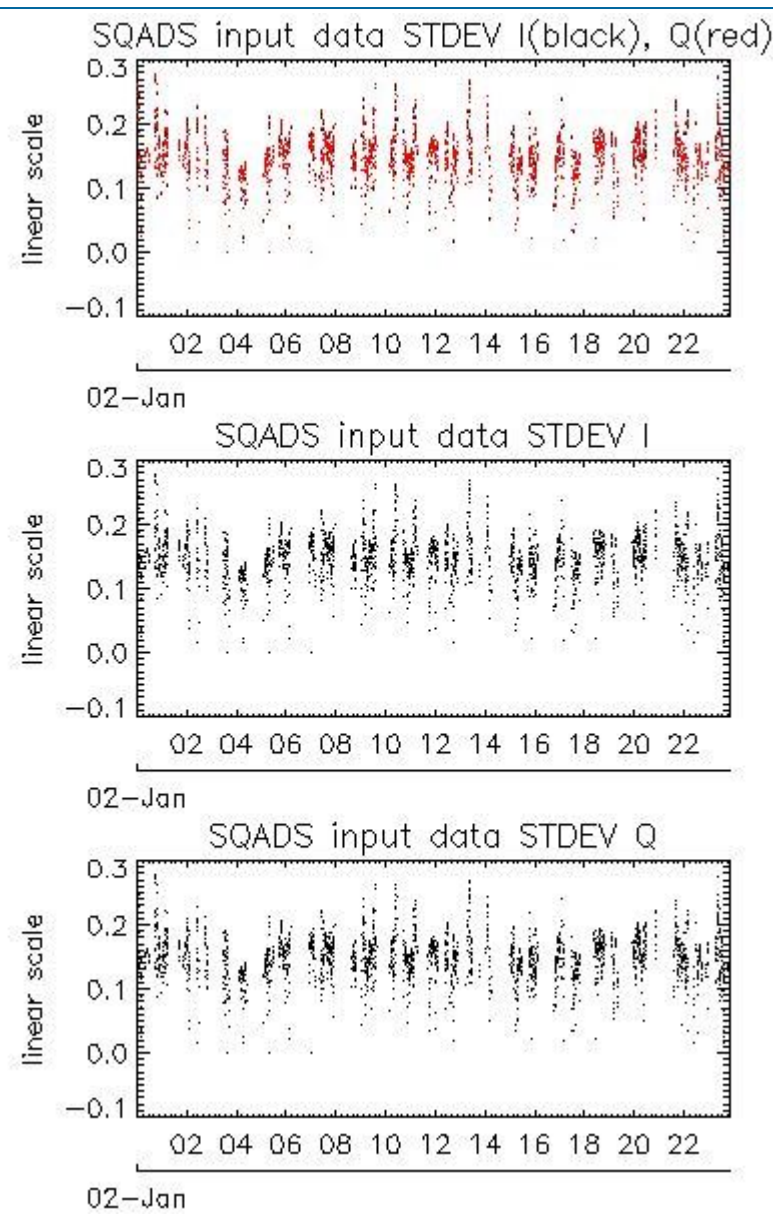 SQADS input data STDEV I(black), Q(red)
0.3
0.2
0.1
0.0
-0.1
linear scale
02 04 06 08 10 12 14 16 18 20 22
02-Jan
SQADS input data STDEV I
0.3
0.2
0.1
0.0
-0.1
linear scale
02 04 06 08 10 12 14 16 18 20 22
02-Jan
SQADS input data STDEV Q
0.3
0.2
0.1
0.0
-0.1
linear scale
02 04 06 08 10 12 14 16 18 20 22
02-Jan